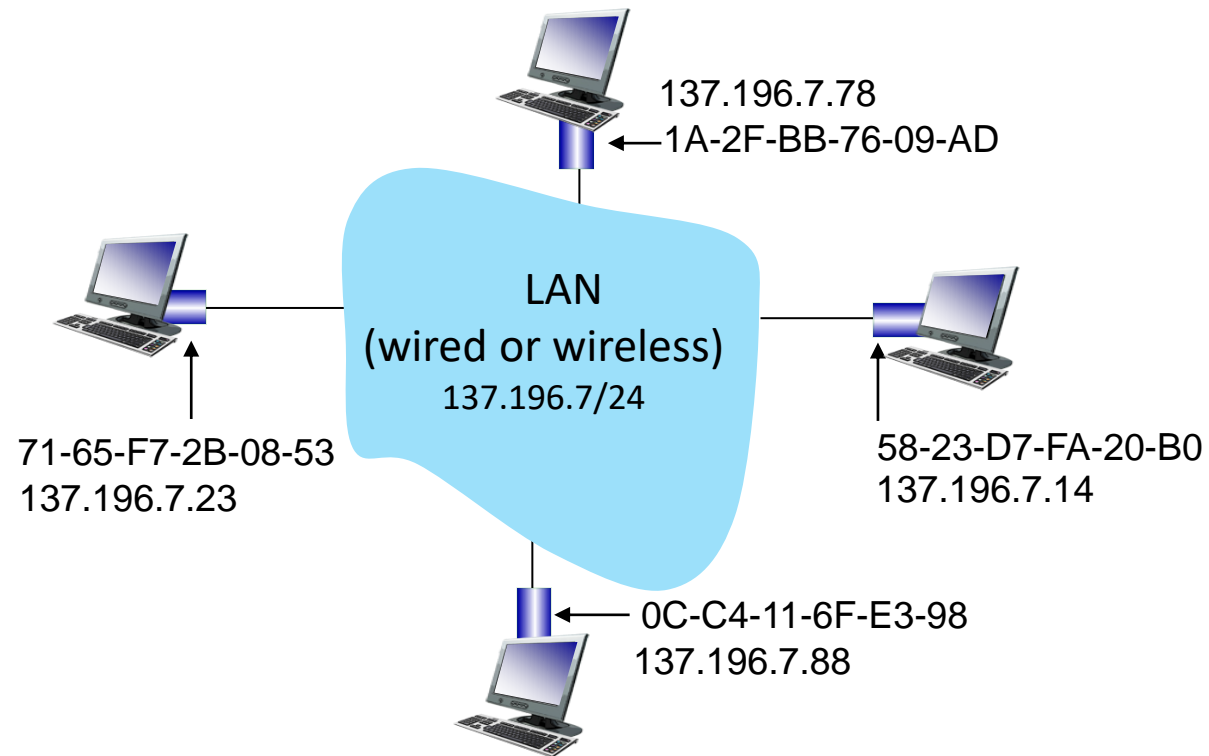 137.196.7.78
1A-2F-BB-76-09-AD
LAN
(wired or wireless)
137.196.7/24
71-65-F7-2B-08-53
137.196.7.23
58-23-D7-FA-20-B0
137.196.7.14
0C-C4-11-6F-E3-98
137.196.7.88